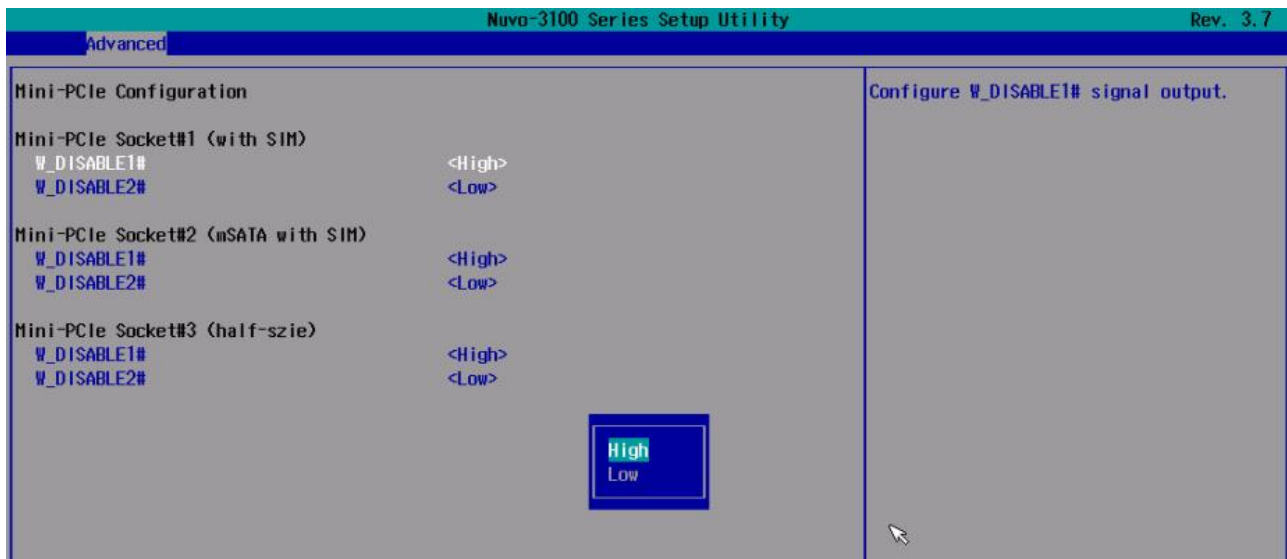 Nuvo-3100 Series Setup Utility Rev. 3.7
Advanced
Mini-PCIe Configuration
Configure W_DISABLE1# signal output.
Mini-PCIe Socket#1 (with SIM)
W_DISABLE1# <High>
W_DISABLE2# <Low>
Mini-PCIe Socket#2 (mSATA with SIM)
W_DISABLE1# <High>
W_DISABLE2# <Low>
Mini-PCIe Socket#3 (half-szie)
W_DISABLE1# <High>
W_DISABLE2# <Low>
High
Low